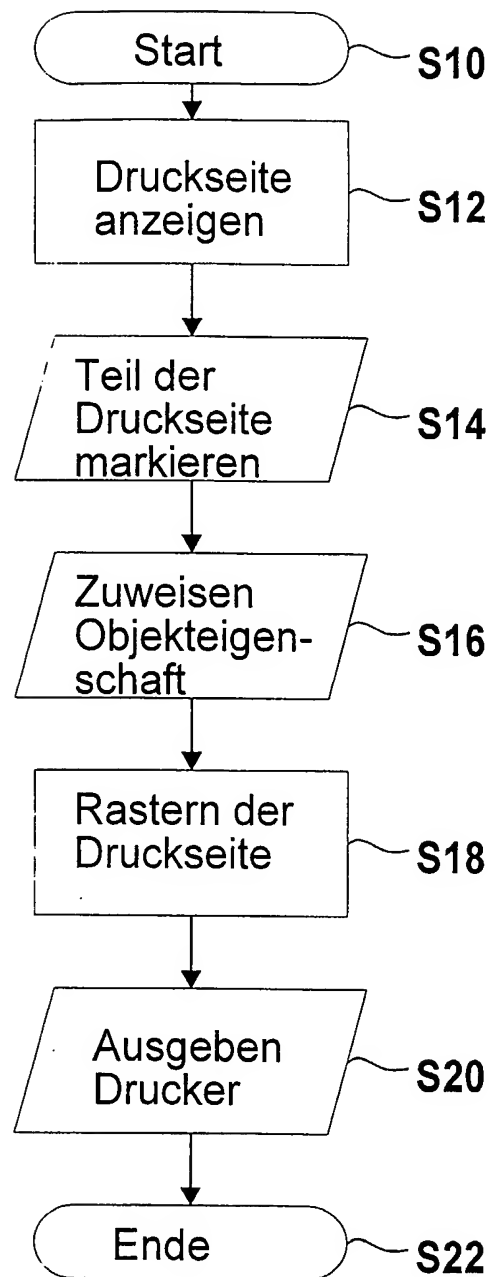 Start
S10
Druckseite
anzeigen
S12
Teil der
Druckseite
markieren
S14
Zuweisen
Objekteigen-
schaft
S16
Rastern der
Druckseite
S18
Ausgeben
Drucker
S20
Ende
S22